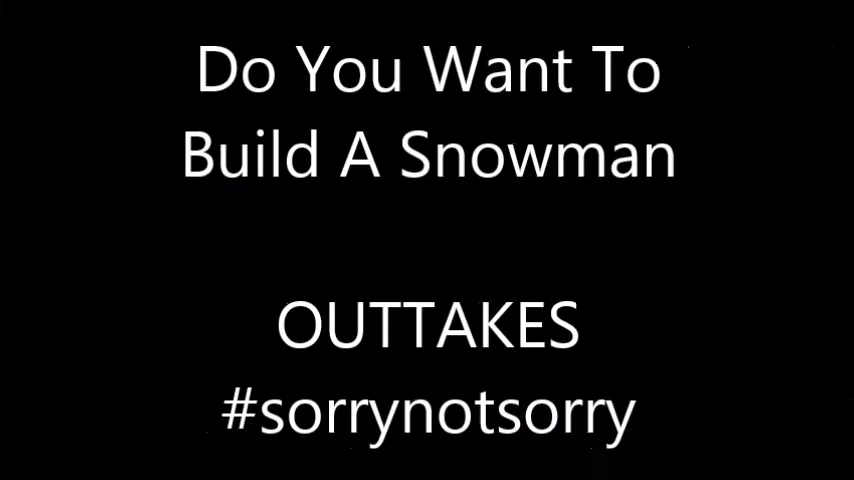 Do You Want To
Build A Snowman
OUTTAKES
#sorrynotsorry